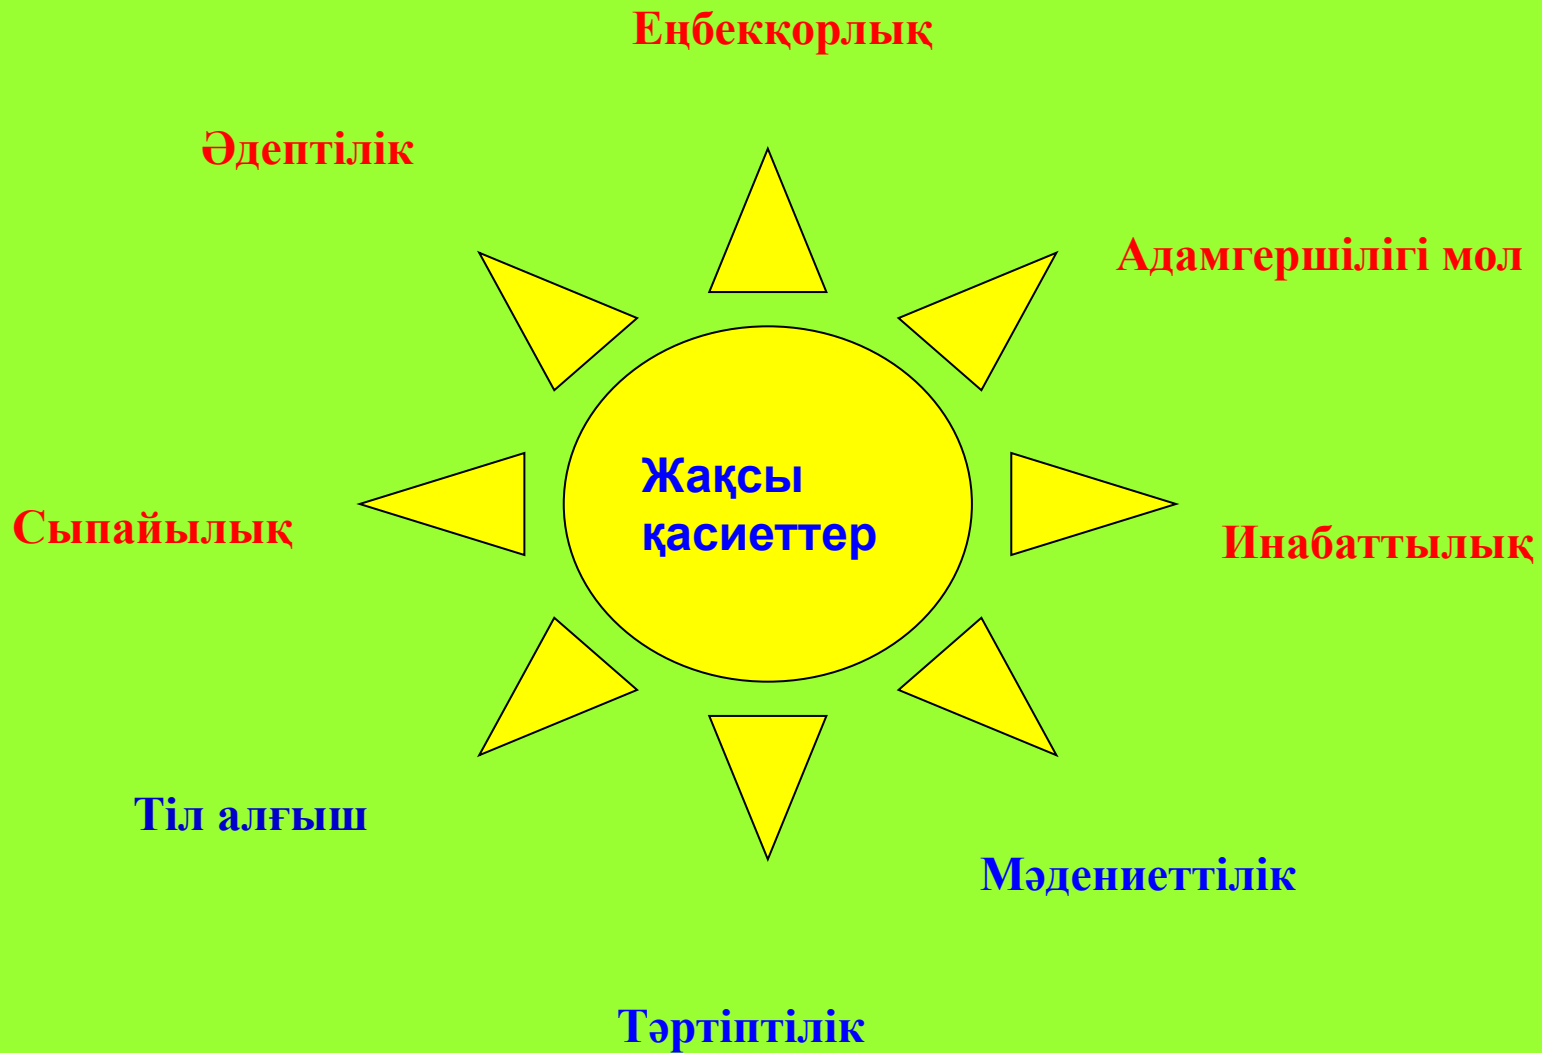 Еңбекқорлық
Әдептілік
Адамгершілігі мол
Жақсы
қасиеттер
Сыпайылық
Инабаттылық
Тіл алғыш
Мәдениеттілік
Тәртіптілік